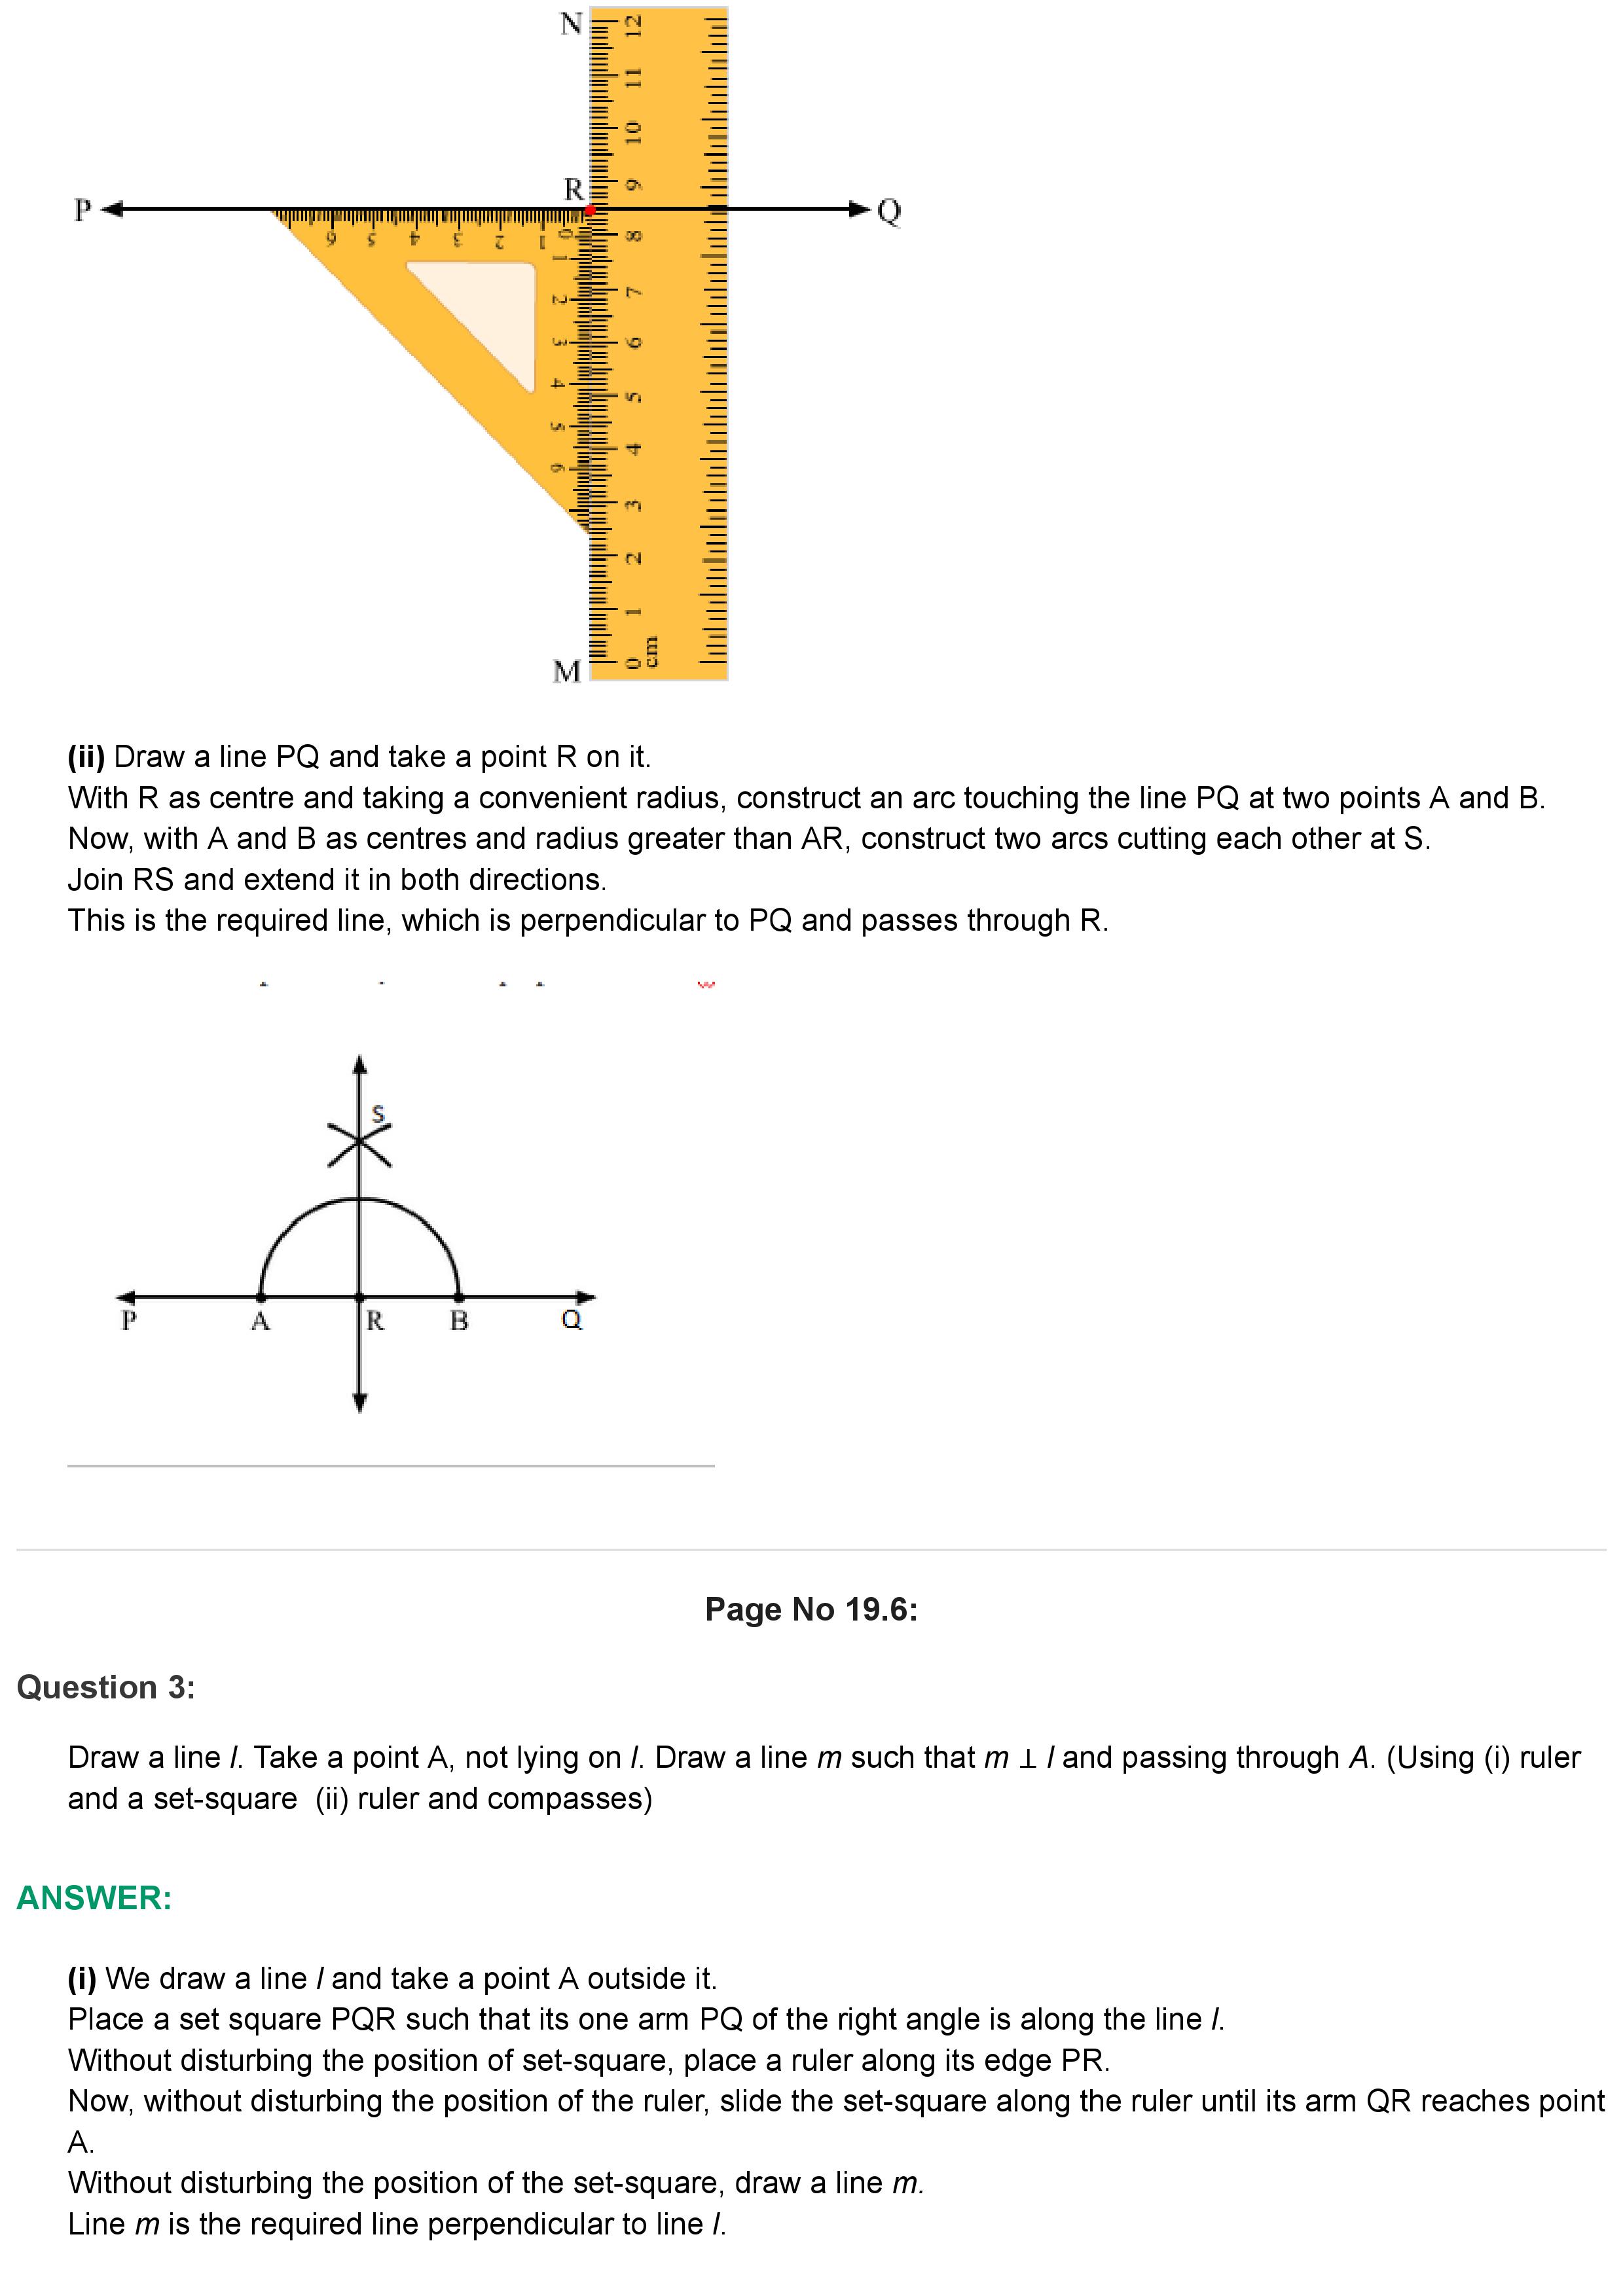 N
12
11
10
R
9
P
Q
6 5 4 3 2 1 0
8
1
7
2
3
6
4
5
5
4
6
3
2
1
M
0
cm
(ii) Draw a line PQ and take a point R on it.
With R as centre and taking a convenient radius, construct an arc touching the line PQ at two points A and B.
Now, with A and B as centres and radius greater than AR, construct two arcs cutting each other at S.
Join RS and extend it in both directions.
This is the required line, which is perpendicular to PQ and passes through R.
S
P A R B Q
Page No 19.6:
Question 3:
Draw a line l. Take a point A, not lying on l. Draw a line m such that m ⊥ l and passing through A. (Using (i) ruler
and a set-square  (ii) ruler and compasses)
ANSWER:
(i) We draw a line l and take a point A outside it.
Place a set square PQR such that its one arm PQ of the right angle is along the line l.
Without disturbing the position of set-square, place a ruler along its edge PR.
Now, without disturbing the position of the ruler, slide the set-square along the ruler until its arm QR reaches point
A.
Without disturbing the position of the set-square, draw a line m.
Line m is the required line perpendicular to line l.